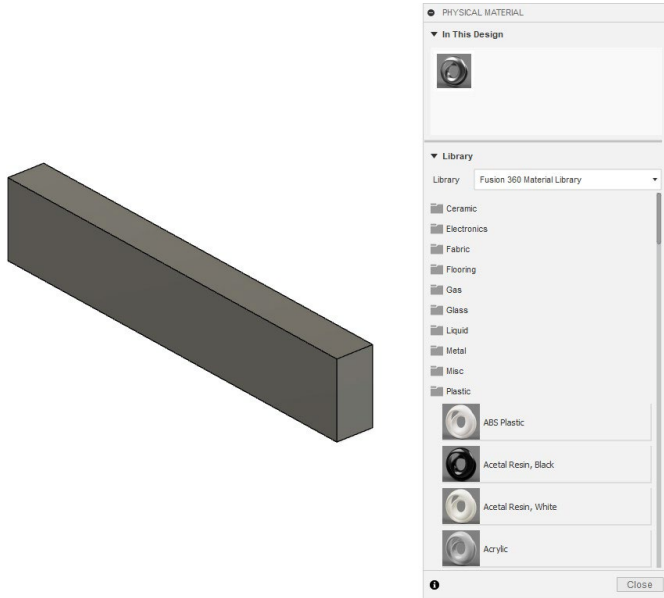 PHYSICAL MATERIAL
In This Design
Library
Library Fusion 360 Material Library
Ceramic
Electronics
Fabric
Flooring
Gas
Glass
Liquid
Metal
Misc
Plastic
ABS Plastic
Acetal Resin, Black
Acetal Resin, White
Acrylic
Close